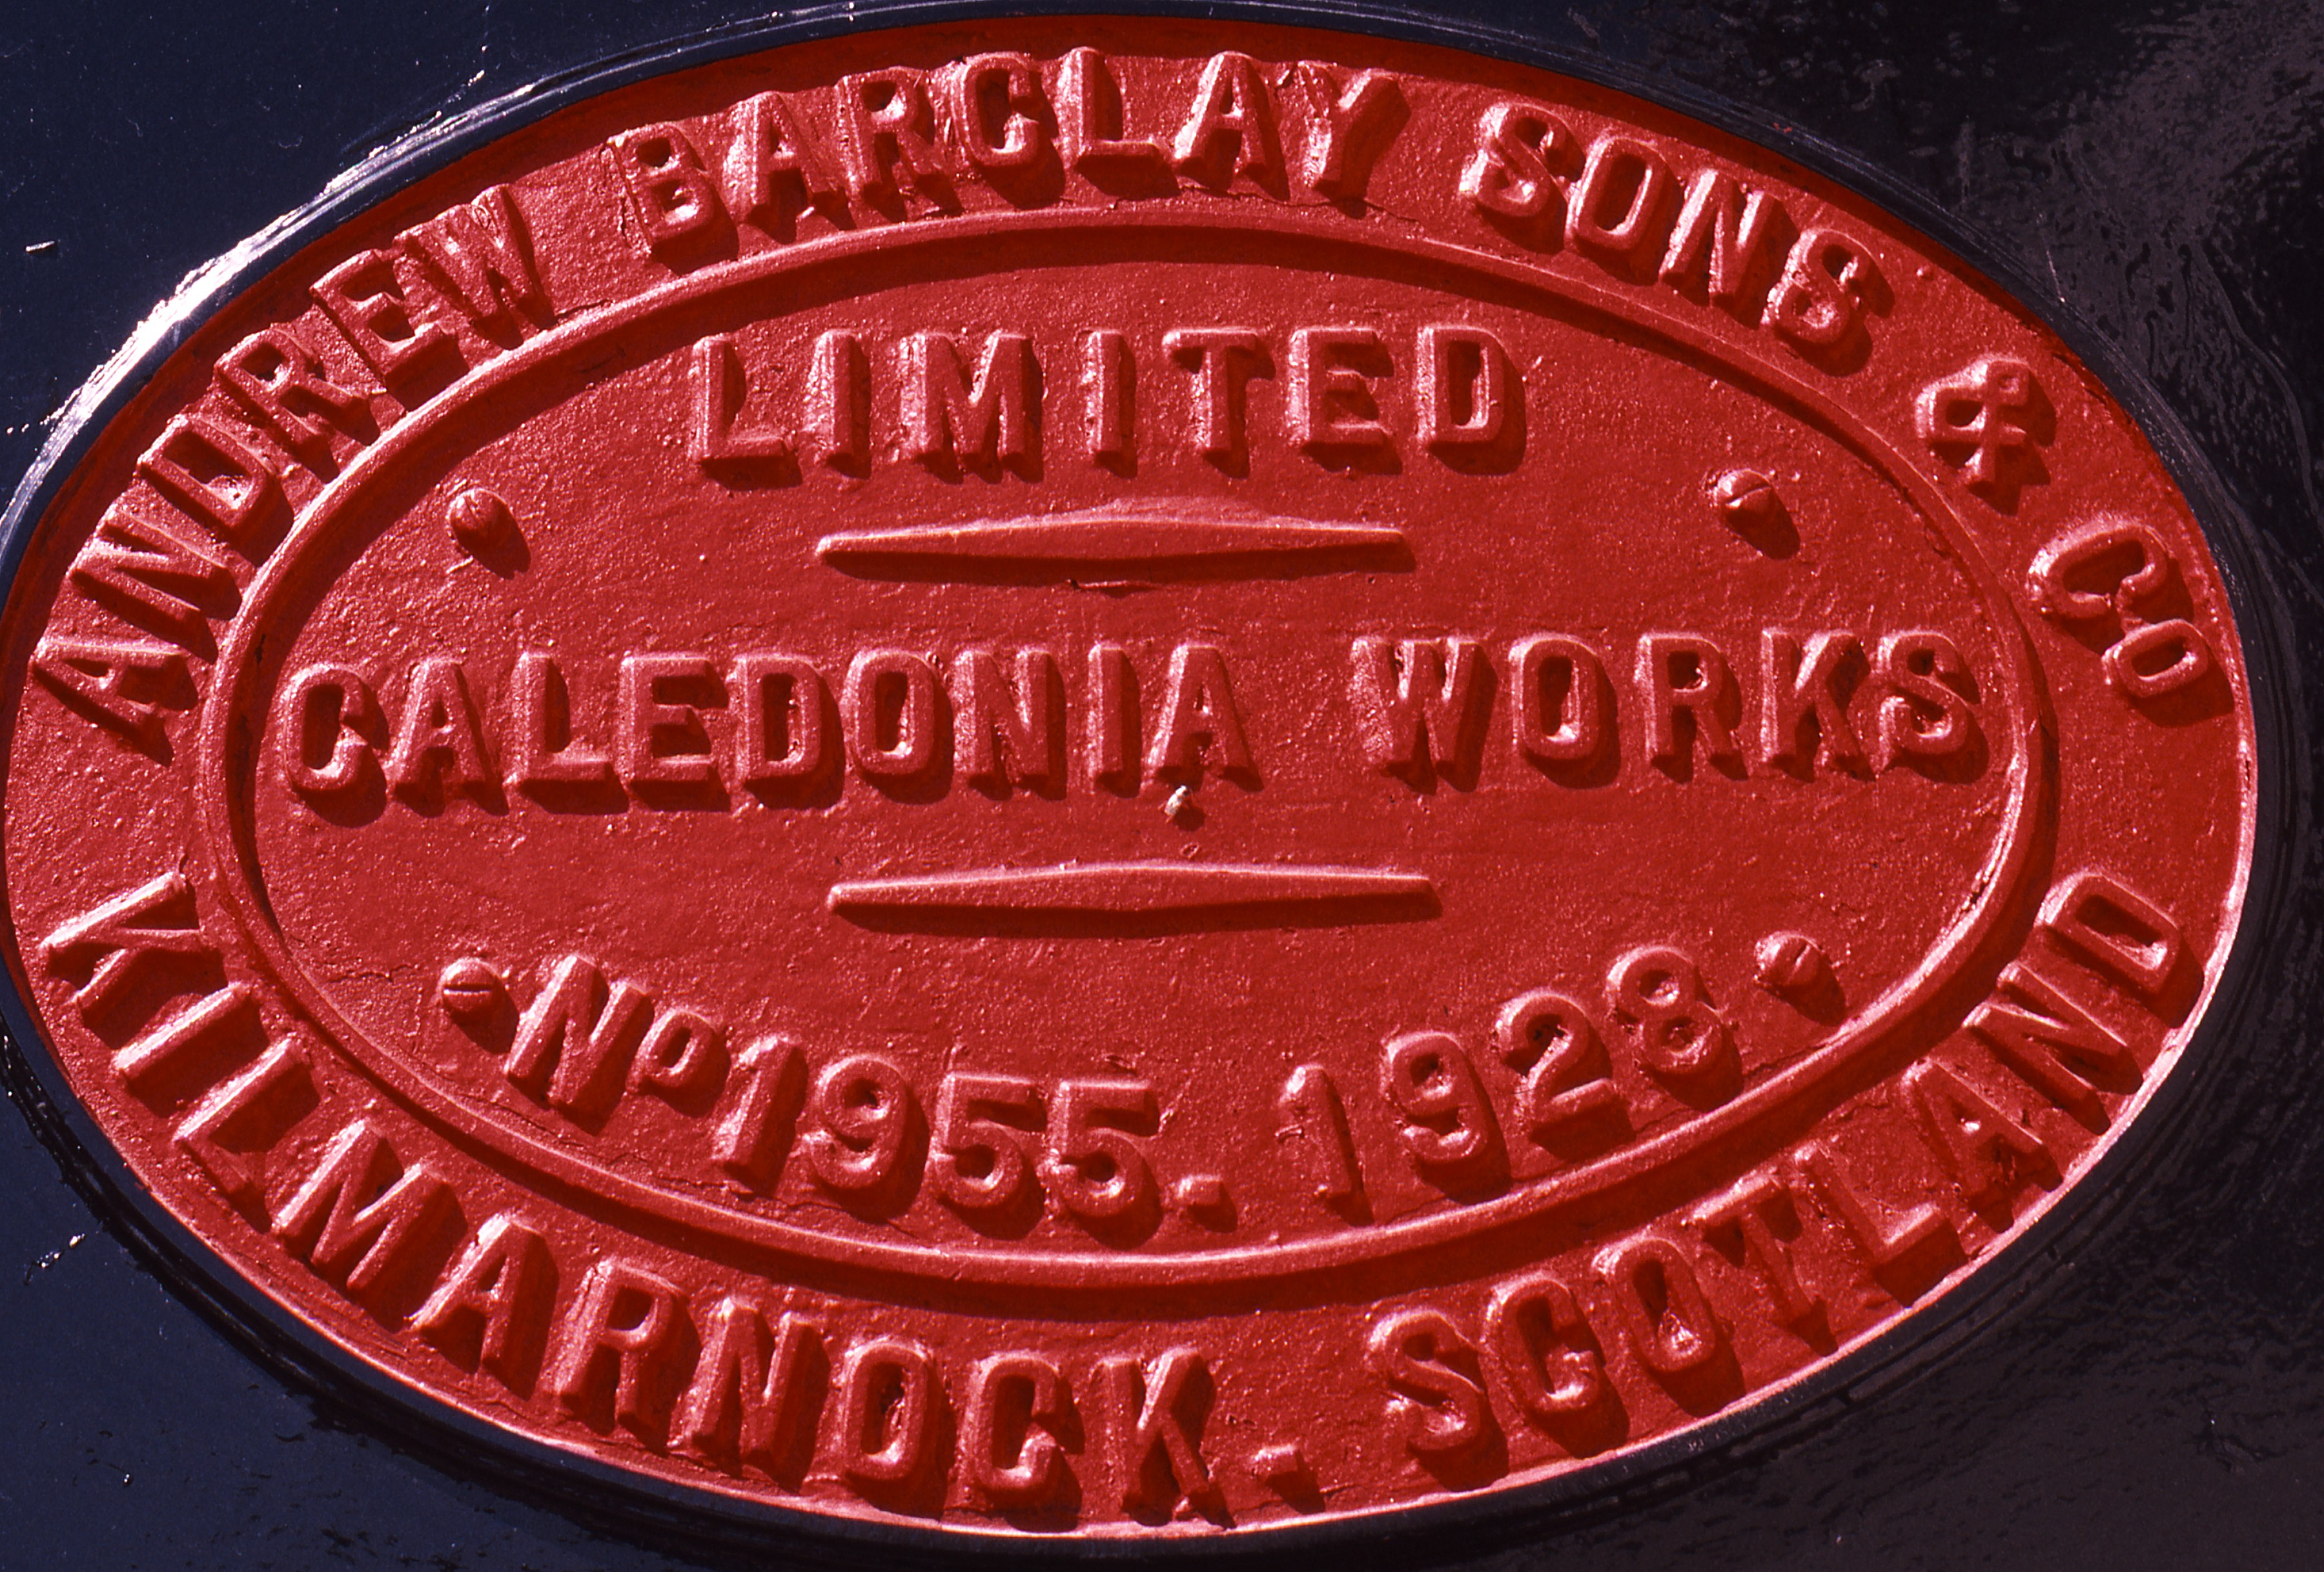 ANDREW BARCLAY SONS & CO
LIMITED
CALEDONIA WORKS
No 1955. 1928
KILMARNOCK. SCOTLAND